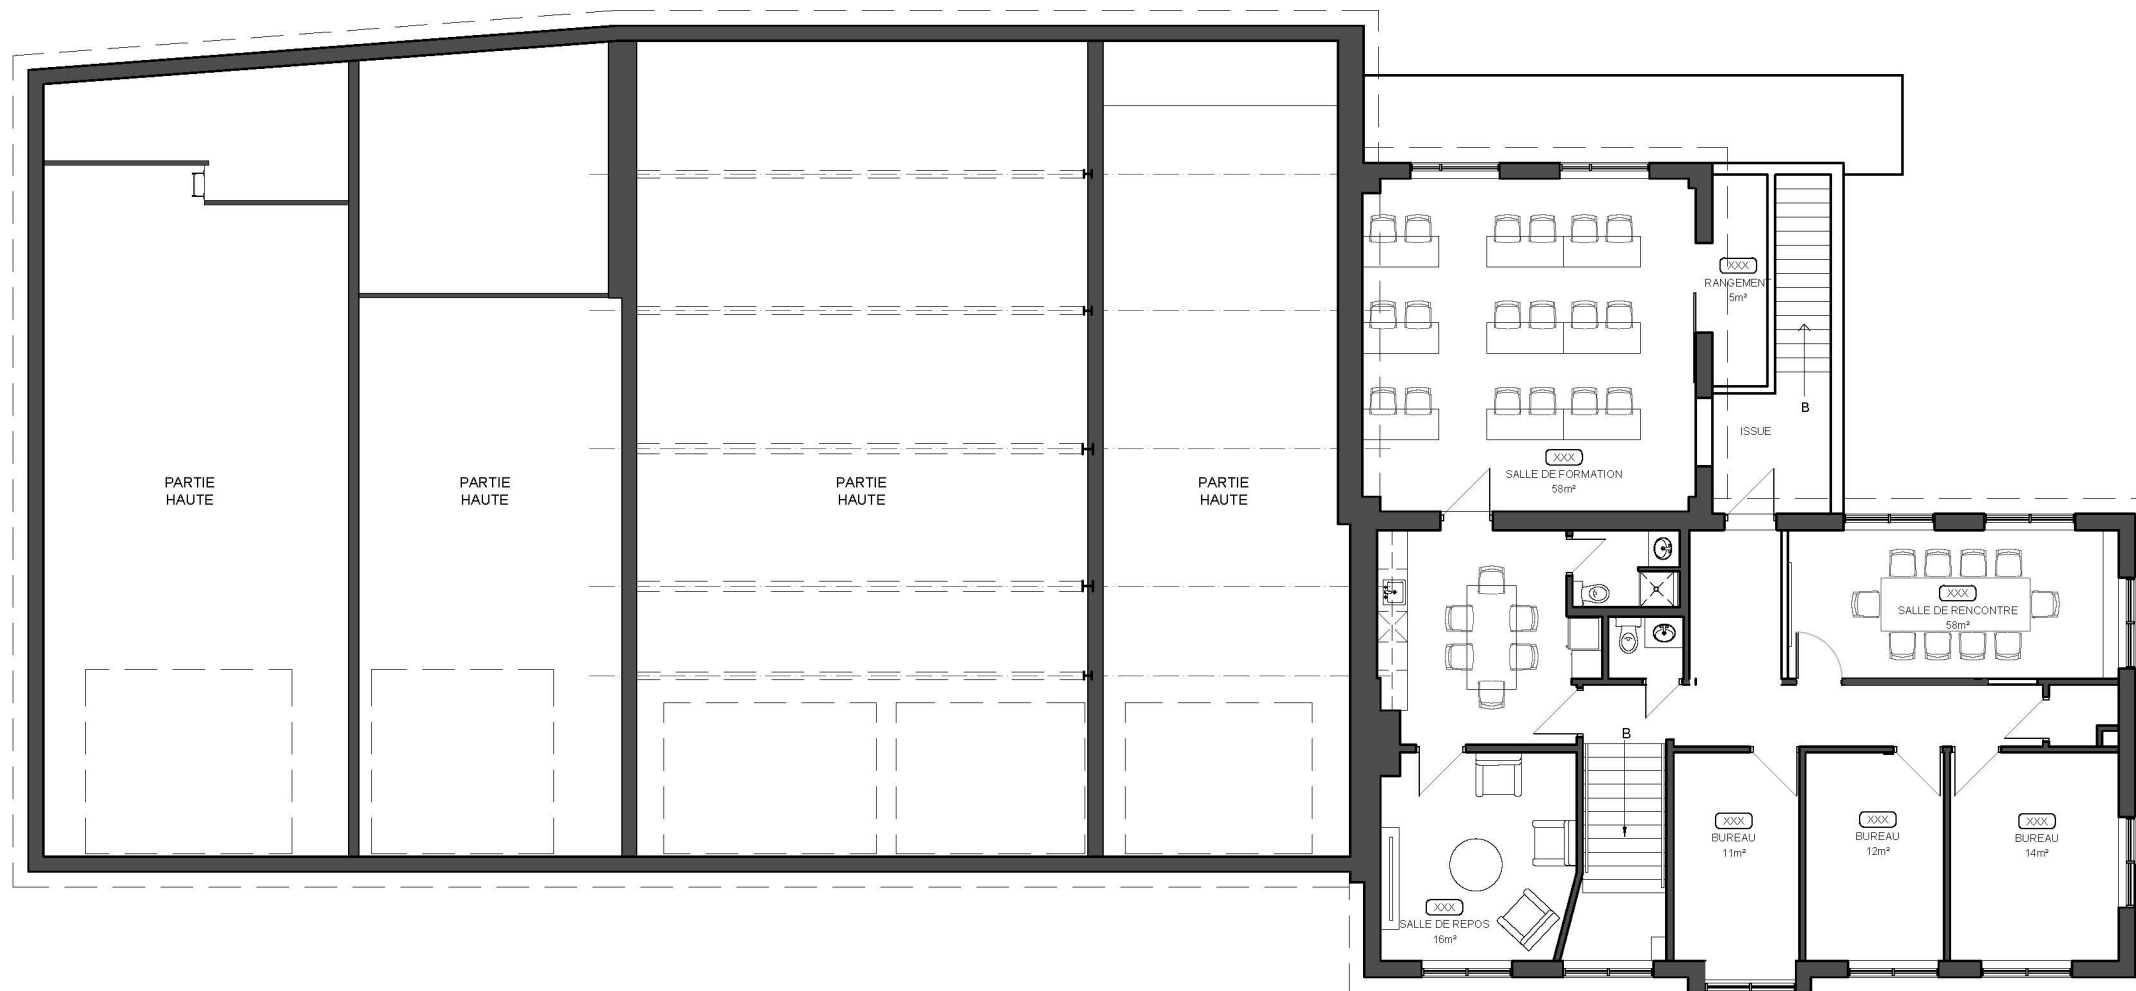 PARTIE
HAUTE
PARTIE
HAUTE
PARTIE
HAUTE
PARTIE
HAUTE
XXX
RANGEMENT
5m²
B
ISSUE
XXX
SALLE DE FORMATION
58m²
XXX
SALLE DE RENCONTRE
58m²
B
XXX
BUREAU
11m²
XXX
BUREAU
12m²
XXX
BUREAU
14m²
XXX
SALLE DE REPOS
16m²